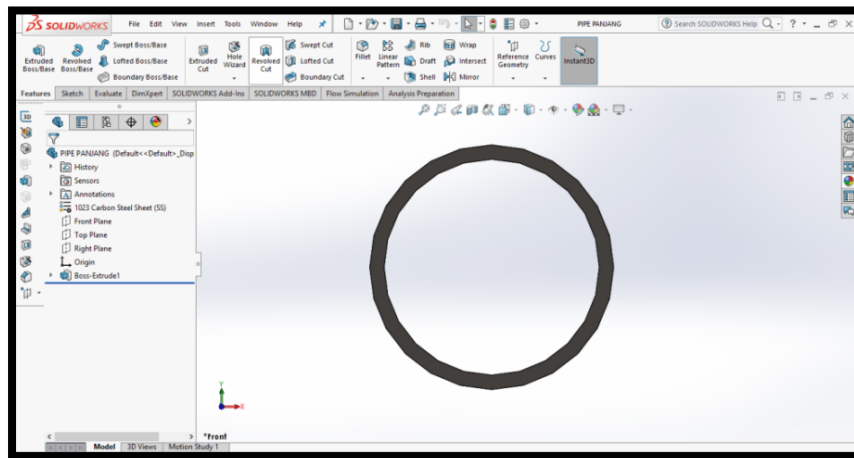 SOLIDWORKS File Edit View Insert Tools Window Help PIPE PANJANG Search SOLIDWORKS Help
Extruded Boss/Base
Revolved Boss/Base
Swept Boss/Base
Lofted Boss/Base
Boundary Boss/Base
Extruded Cut
Hole Wizard
Revolved Cut
Swept Cut
Lofted Cut
Boundary Cut
Fillet
Linear Pattern
Rib
Draft
Shell
Wrap
Intersect
Mirror
Reference Geometry
Curves
Instant3D
Features Sketch Evaluate DimXpert SOLIDWORKS Add-Ins SOLIDWORKS MBD Flow Simulation Analysis Preparation
PIPE PANJANG (Default<<Default>_Disp
History
Sensors
Annotations
1023 Carbon Steel Sheet (SS)
Front Plane
Top Plane
Right Plane
Origin
Boss-Extrude1
Y
X
*Front
Model 3D Views Motion Study 1